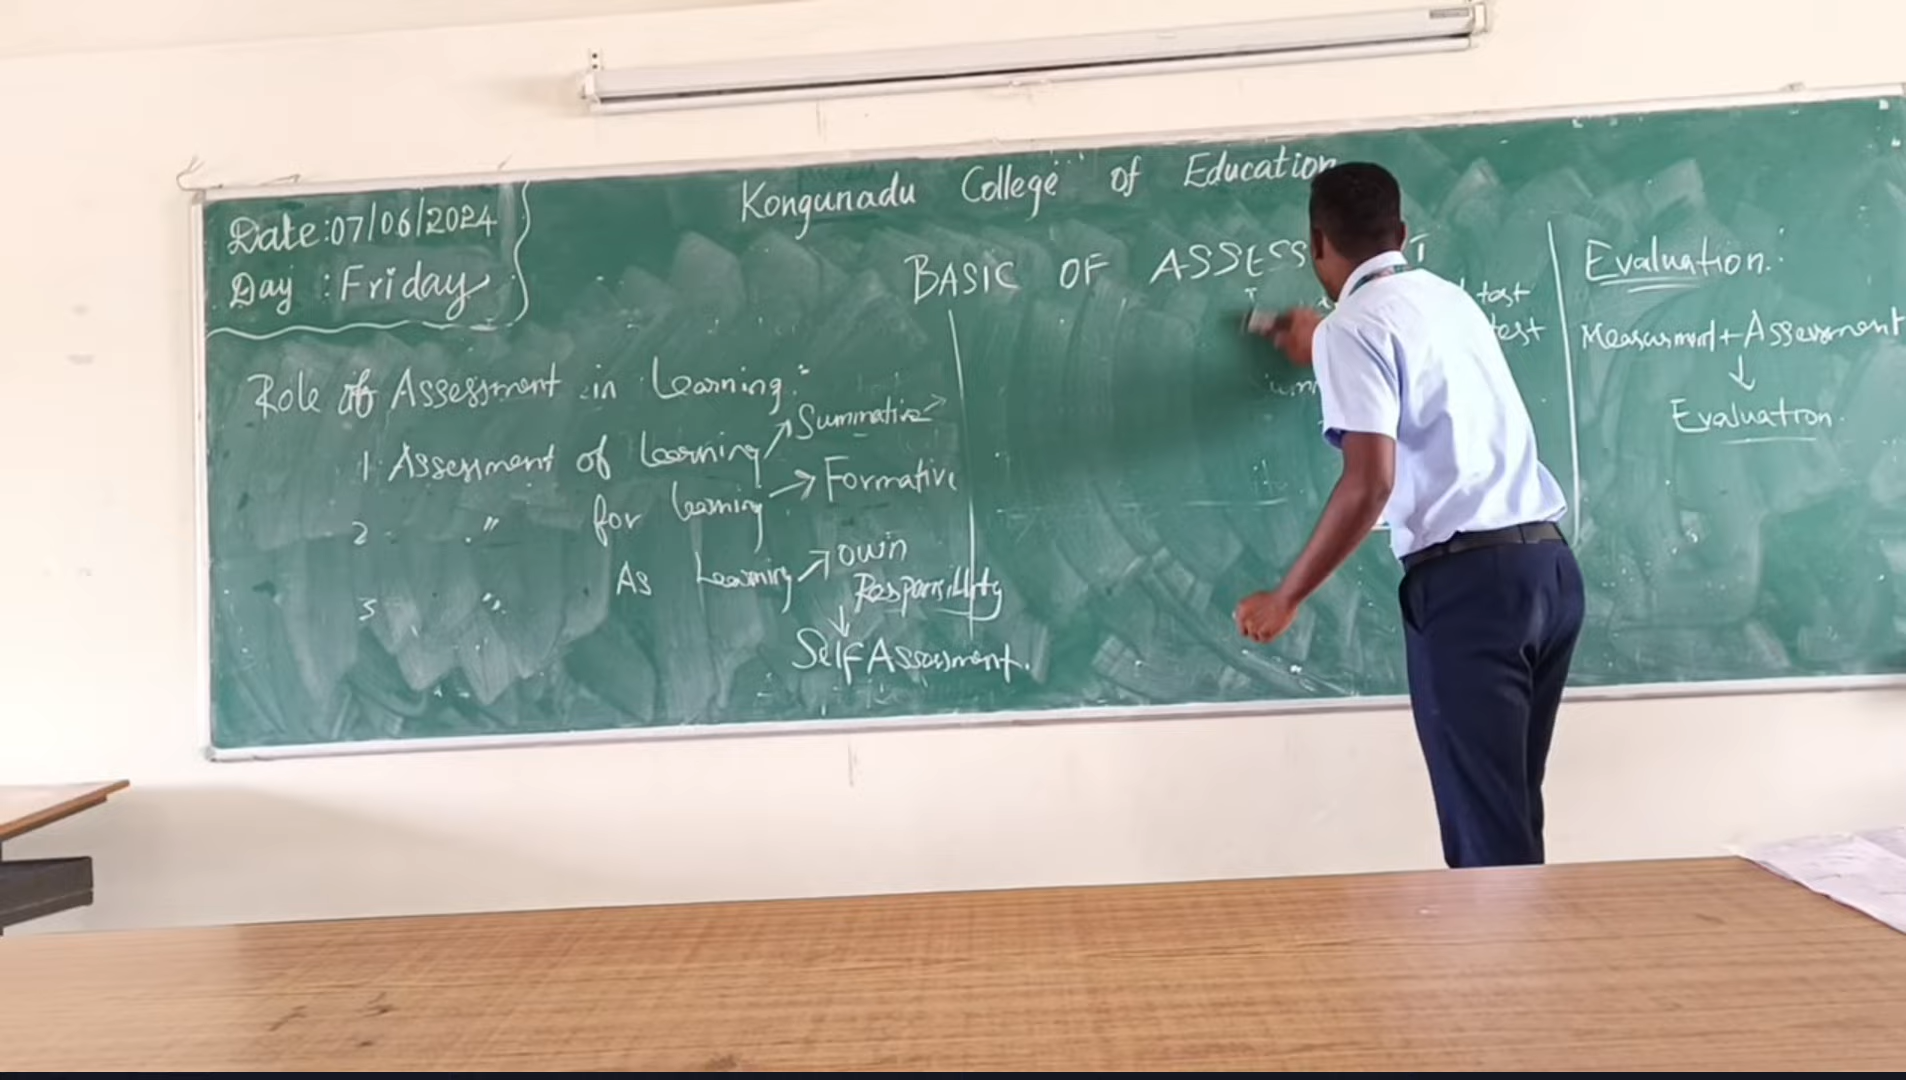 Date:07/06/2024
Day : Friday
Kongunadu College of Education
BASIC OF
Role of Assessment in Learning:
1. Assessment of Learning → Summative →
2 " for learning → Formative
3 " As Learning → own
Responsibility
↓
Self Assessment.
test
test
Evaluation:
Measurment + Assessment
↓
Evaluation.